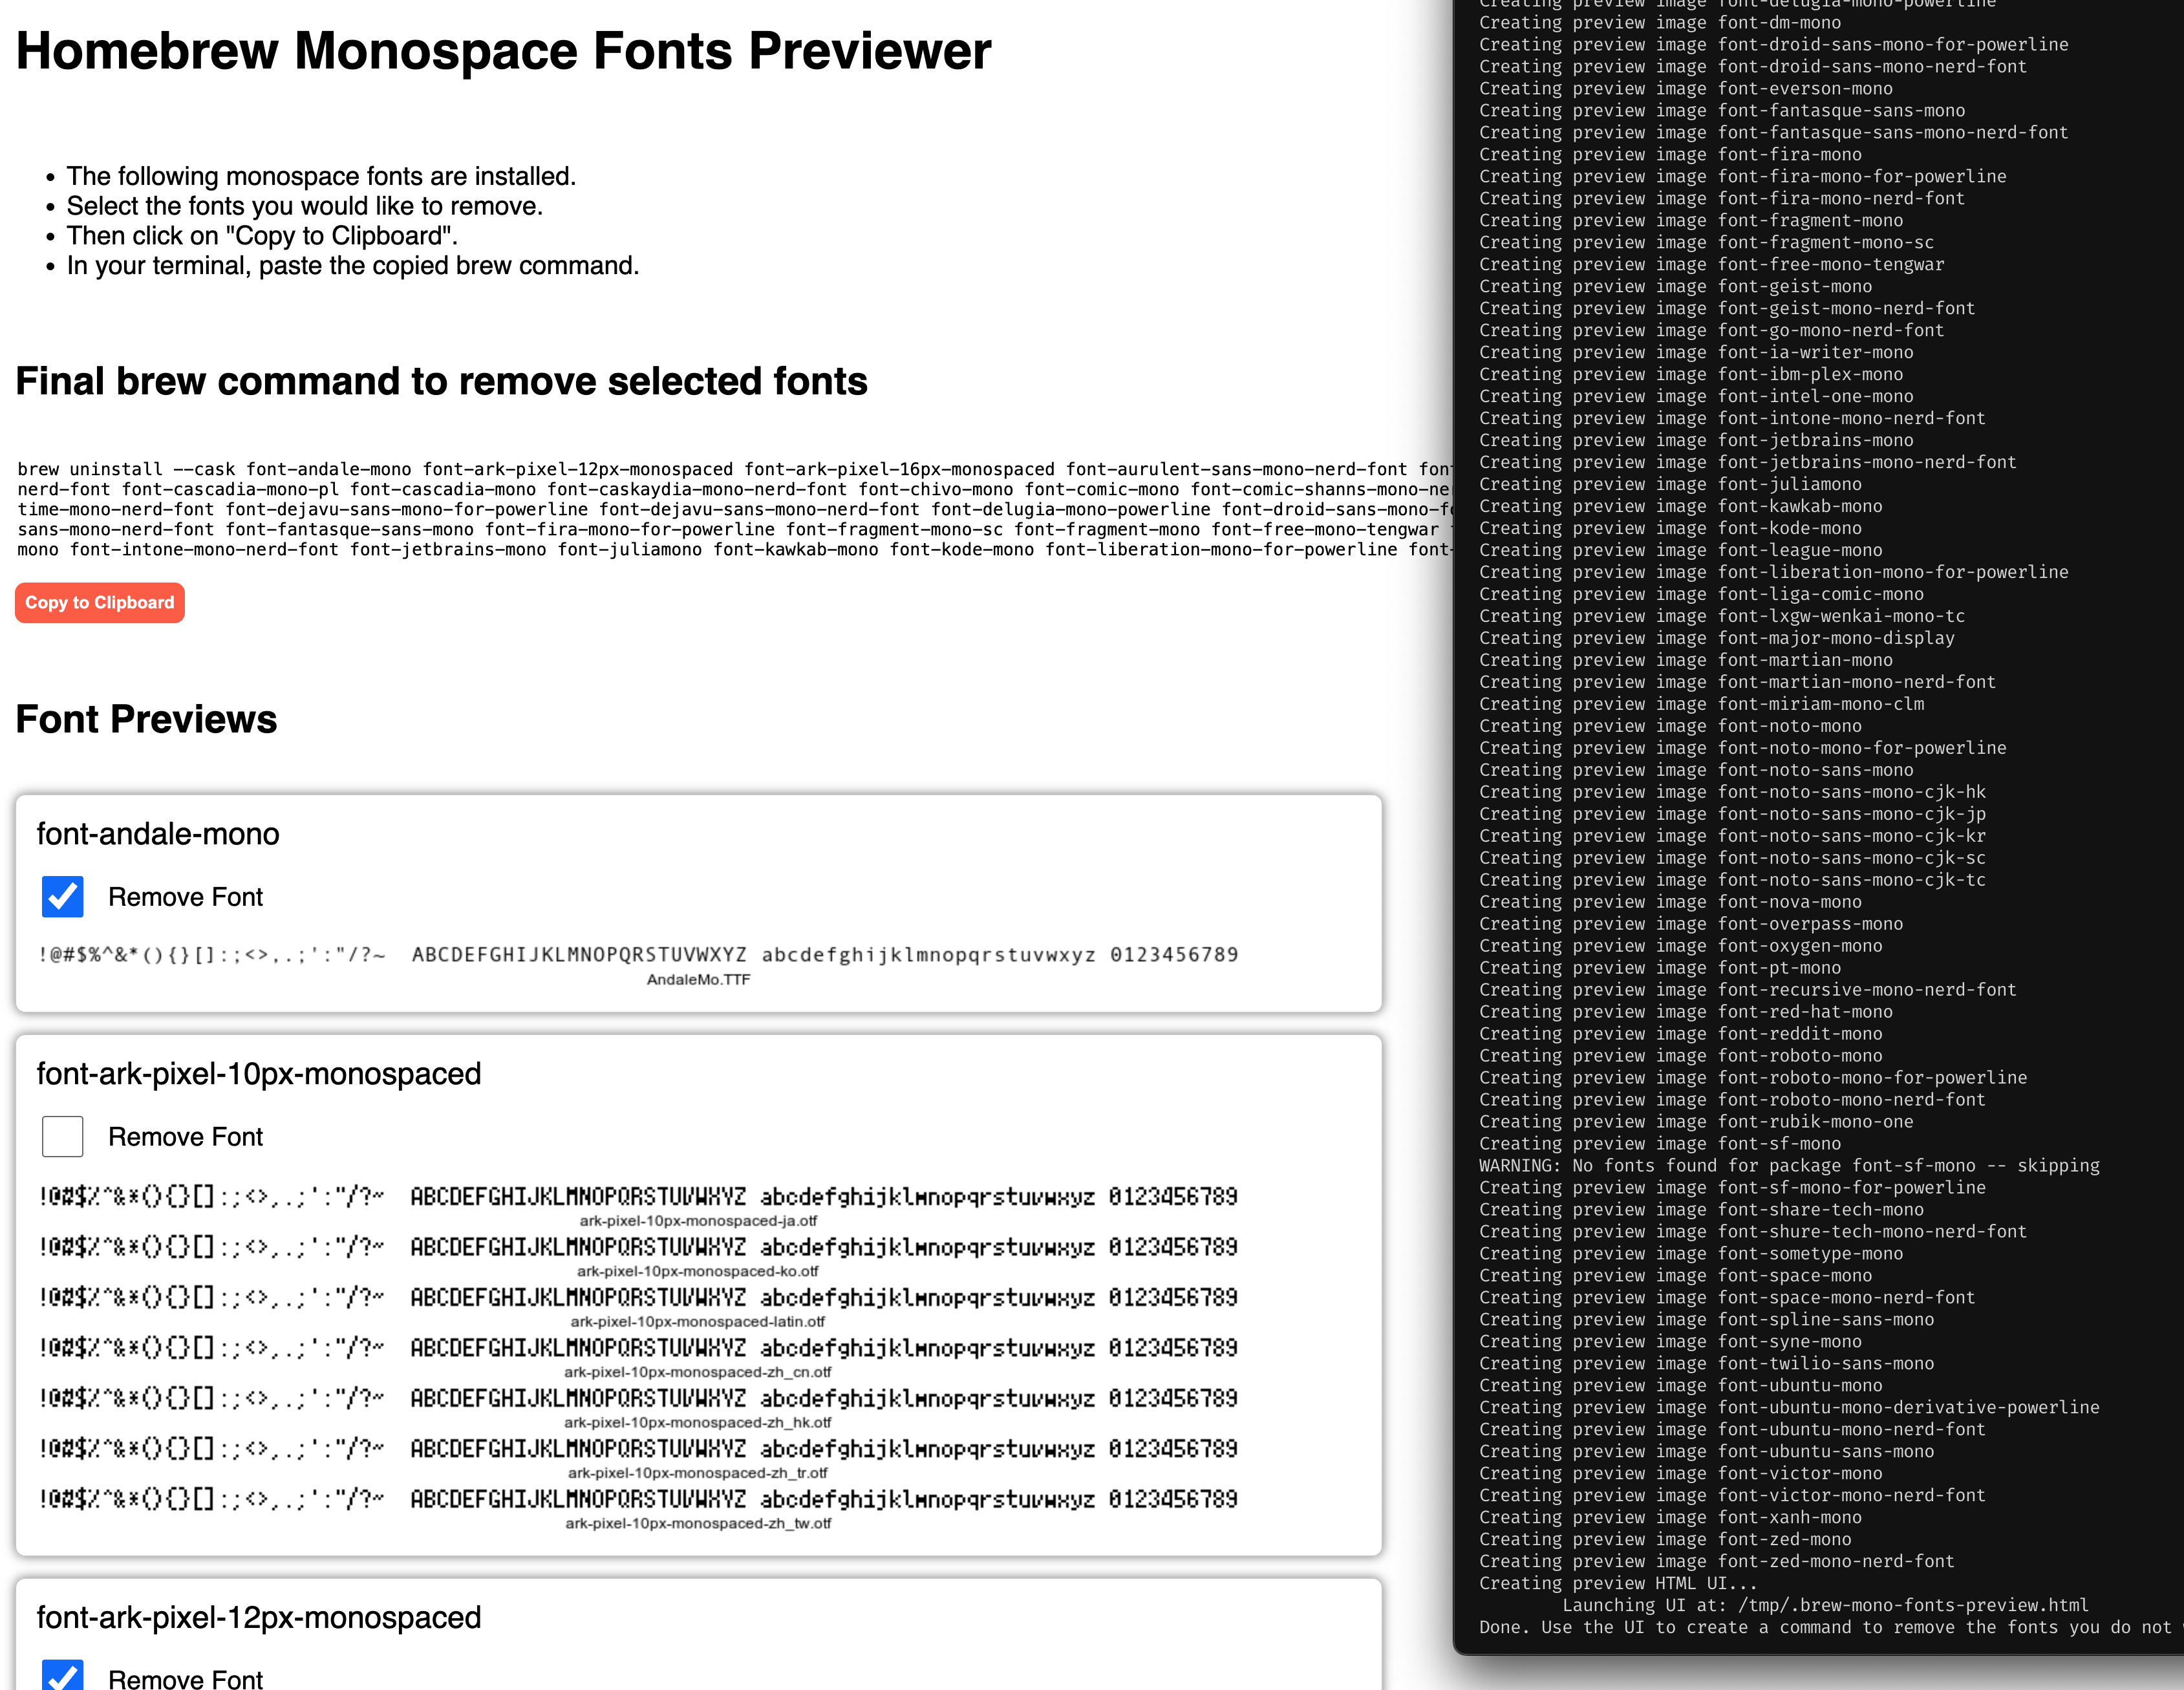 Homebrew Monospace Fonts Previewer
• The following monospace fonts are installed.
• Select the fonts you would like to remove.
• Then click on "Copy to Clipboard".
• In your terminal, paste the copied brew command.
Final brew command to remove selected fonts
brew uninstall --cask font-andale-mono font-ark-pixel-12px-monospaced font-ark-pixel-16px-monospaced font-aurulent-sans-mono-nerd-font
nerd-font font-cascadia-mono-pl font-cascadia-mono font-caskaydia-mono-nerd-font font-chivo-mono font-comic-mono font-comic-shanns-mono-
time-mono-nerd-font font-dejavu-sans-mono-for-powerline font-dejavu-sans-mono-nerd-font font-delugia-mono-powerline font-droid-sans-mono-
sans-mono-nerd-font font-fantasque-sans-mono font-fira-mono-for-powerline font-fragment-mono-sc font-fragment-mono font-free-mono-tengwar
mono font-intone-mono-nerd-font font-jetbrains-mono font-juliamono font-kawkab-mono font-kode-mono font-liberation-mono-for-powerline font-
Copy to Clipboard
Font Previews
font-andale-mono
Remove Font
!@#$%^&*(){}[]:;<>,.;':"/?~ ABCDEFGHIJKLMNOPQRSTUVWXYZ abcdefghijklmnopqrstuvwxyz 0123456789
AndaleMo.TTF
font-ark-pixel-10px-monospaced
Remove Font
!@#$%^&*(){}[]:;<>,.;':"/?~ ABCDEFGHIJKLMNOPQRSTUVWXYZ abcdefghijklmnopqrstuvwxyz 0123456789
ark-pixel-10px-monospaced-ja.otf
!@#$%^&*(){}[]:;<>,.;':"/?~ ABCDEFGHIJKLMNOPQRSTUVWXYZ abcdefghijklmnopqrstuvwxyz 0123456789
ark-pixel-10px-monospaced-ko.otf
!@#$%^&*(){}[]:;<>,.;':"/?~ ABCDEFGHIJKLMNOPQRSTUVWXYZ abcdefghijklmnopqrstuvwxyz 0123456789
ark-pixel-10px-monospaced-latin.otf
!@#$%^&*(){}[]:;<>,.;':"/?~ ABCDEFGHIJKLMNOPQRSTUVWXYZ abcdefghijklmnopqrstuvwxyz 0123456789
ark-pixel-10px-monospaced-zh_cn.otf
!@#$%^&*(){}[]:;<>,.;':"/?~ ABCDEFGHIJKLMNOPQRSTUVWXYZ abcdefghijklmnopqrstuvwxyz 0123456789
ark-pixel-10px-monospaced-zh_hk.otf
!@#$%^&*(){}[]:;<>,.;':"/?~ ABCDEFGHIJKLMNOPQRSTUVWXYZ abcdefghijklmnopqrstuvwxyz 0123456789
ark-pixel-10px-monospaced-zh_tr.otf
!@#$%^&*(){}[]:;<>,.;':"/?~ ABCDEFGHIJKLMNOPQRSTUVWXYZ abcdefghijklmnopqrstuvwxyz 0123456789
ark-pixel-10px-monospaced-zh_tw.otf
font-ark-pixel-12px-monospaced
Remove Font
Creating preview image font-delugia-mono-powerline
Creating preview image font-dm-mono
Creating preview image font-droid-sans-mono-for-powerline
Creating preview image font-droid-sans-mono-nerd-font
Creating preview image font-everson-mono
Creating preview image font-fantasque-sans-mono
Creating preview image font-fantasque-sans-mono-nerd-font
Creating preview image font-fira-mono
Creating preview image font-fira-mono-for-powerline
Creating preview image font-fira-mono-nerd-font
Creating preview image font-fragment-mono
Creating preview image font-fragment-mono-sc
Creating preview image font-free-mono-tengwar
Creating preview image font-geist-mono
Creating preview image font-geist-mono-nerd-font
Creating preview image font-go-mono-nerd-font
Creating preview image font-ia-writer-mono
Creating preview image font-ibm-plex-mono
Creating preview image font-intel-one-mono
Creating preview image font-intone-mono-nerd-font
Creating preview image font-jetbrains-mono
Creating preview image font-jetbrains-mono-nerd-font
Creating preview image font-juliamono
Creating preview image font-kawkab-mono
Creating preview image font-kode-mono
Creating preview image font-league-mono
Creating preview image font-liberation-mono-for-powerline
Creating preview image font-liga-comic-mono
Creating preview image font-lxgw-wenkai-mono-tc
Creating preview image font-major-mono-display
Creating preview image font-martian-mono
Creating preview image font-martian-mono-nerd-font
Creating preview image font-miriam-mono-clm
Creating preview image font-noto-mono
Creating preview image font-noto-mono-for-powerline
Creating preview image font-noto-sans-mono
Creating preview image font-noto-sans-mono-cjk-hk
Creating preview image font-noto-sans-mono-cjk-jp
Creating preview image font-noto-sans-mono-cjk-kr
Creating preview image font-noto-sans-mono-cjk-sc
Creating preview image font-noto-sans-mono-cjk-tc
Creating preview image font-nova-mono
Creating preview image font-overpass-mono
Creating preview image font-oxygen-mono
Creating preview image font-pt-mono
Creating preview image font-recursive-mono-nerd-font
Creating preview image font-red-hat-mono
Creating preview image font-reddit-mono
Creating preview image font-roboto-mono
Creating preview image font-roboto-mono-for-powerline
Creating preview image font-roboto-mono-nerd-font
Creating preview image font-rubik-mono-one
Creating preview image font-sf-mono
WARNING: No fonts found for package font-sf-mono -- skipping
Creating preview image font-sf-mono-for-powerline
Creating preview image font-share-tech-mono
Creating preview image font-shure-tech-mono-nerd-font
Creating preview image font-sometype-mono
Creating preview image font-space-mono
Creating preview image font-space-mono-nerd-font
Creating preview image font-spline-sans-mono
Creating preview image font-syne-mono
Creating preview image font-twilio-sans-mono
Creating preview image font-ubuntu-mono
Creating preview image font-ubuntu-mono-derivative-powerline
Creating preview image font-ubuntu-mono-nerd-font
Creating preview image font-ubuntu-sans-mono
Creating preview image font-victor-mono
Creating preview image font-victor-mono-nerd-font
Creating preview image font-xanh-mono
Creating preview image font-zed-mono
Creating preview image font-zed-mono-nerd-font
Creating preview HTML UI...
Launching UI at: /tmp/.brew-mono-fonts-preview.html
Done. Use the UI to create a command to remove the fonts you do not